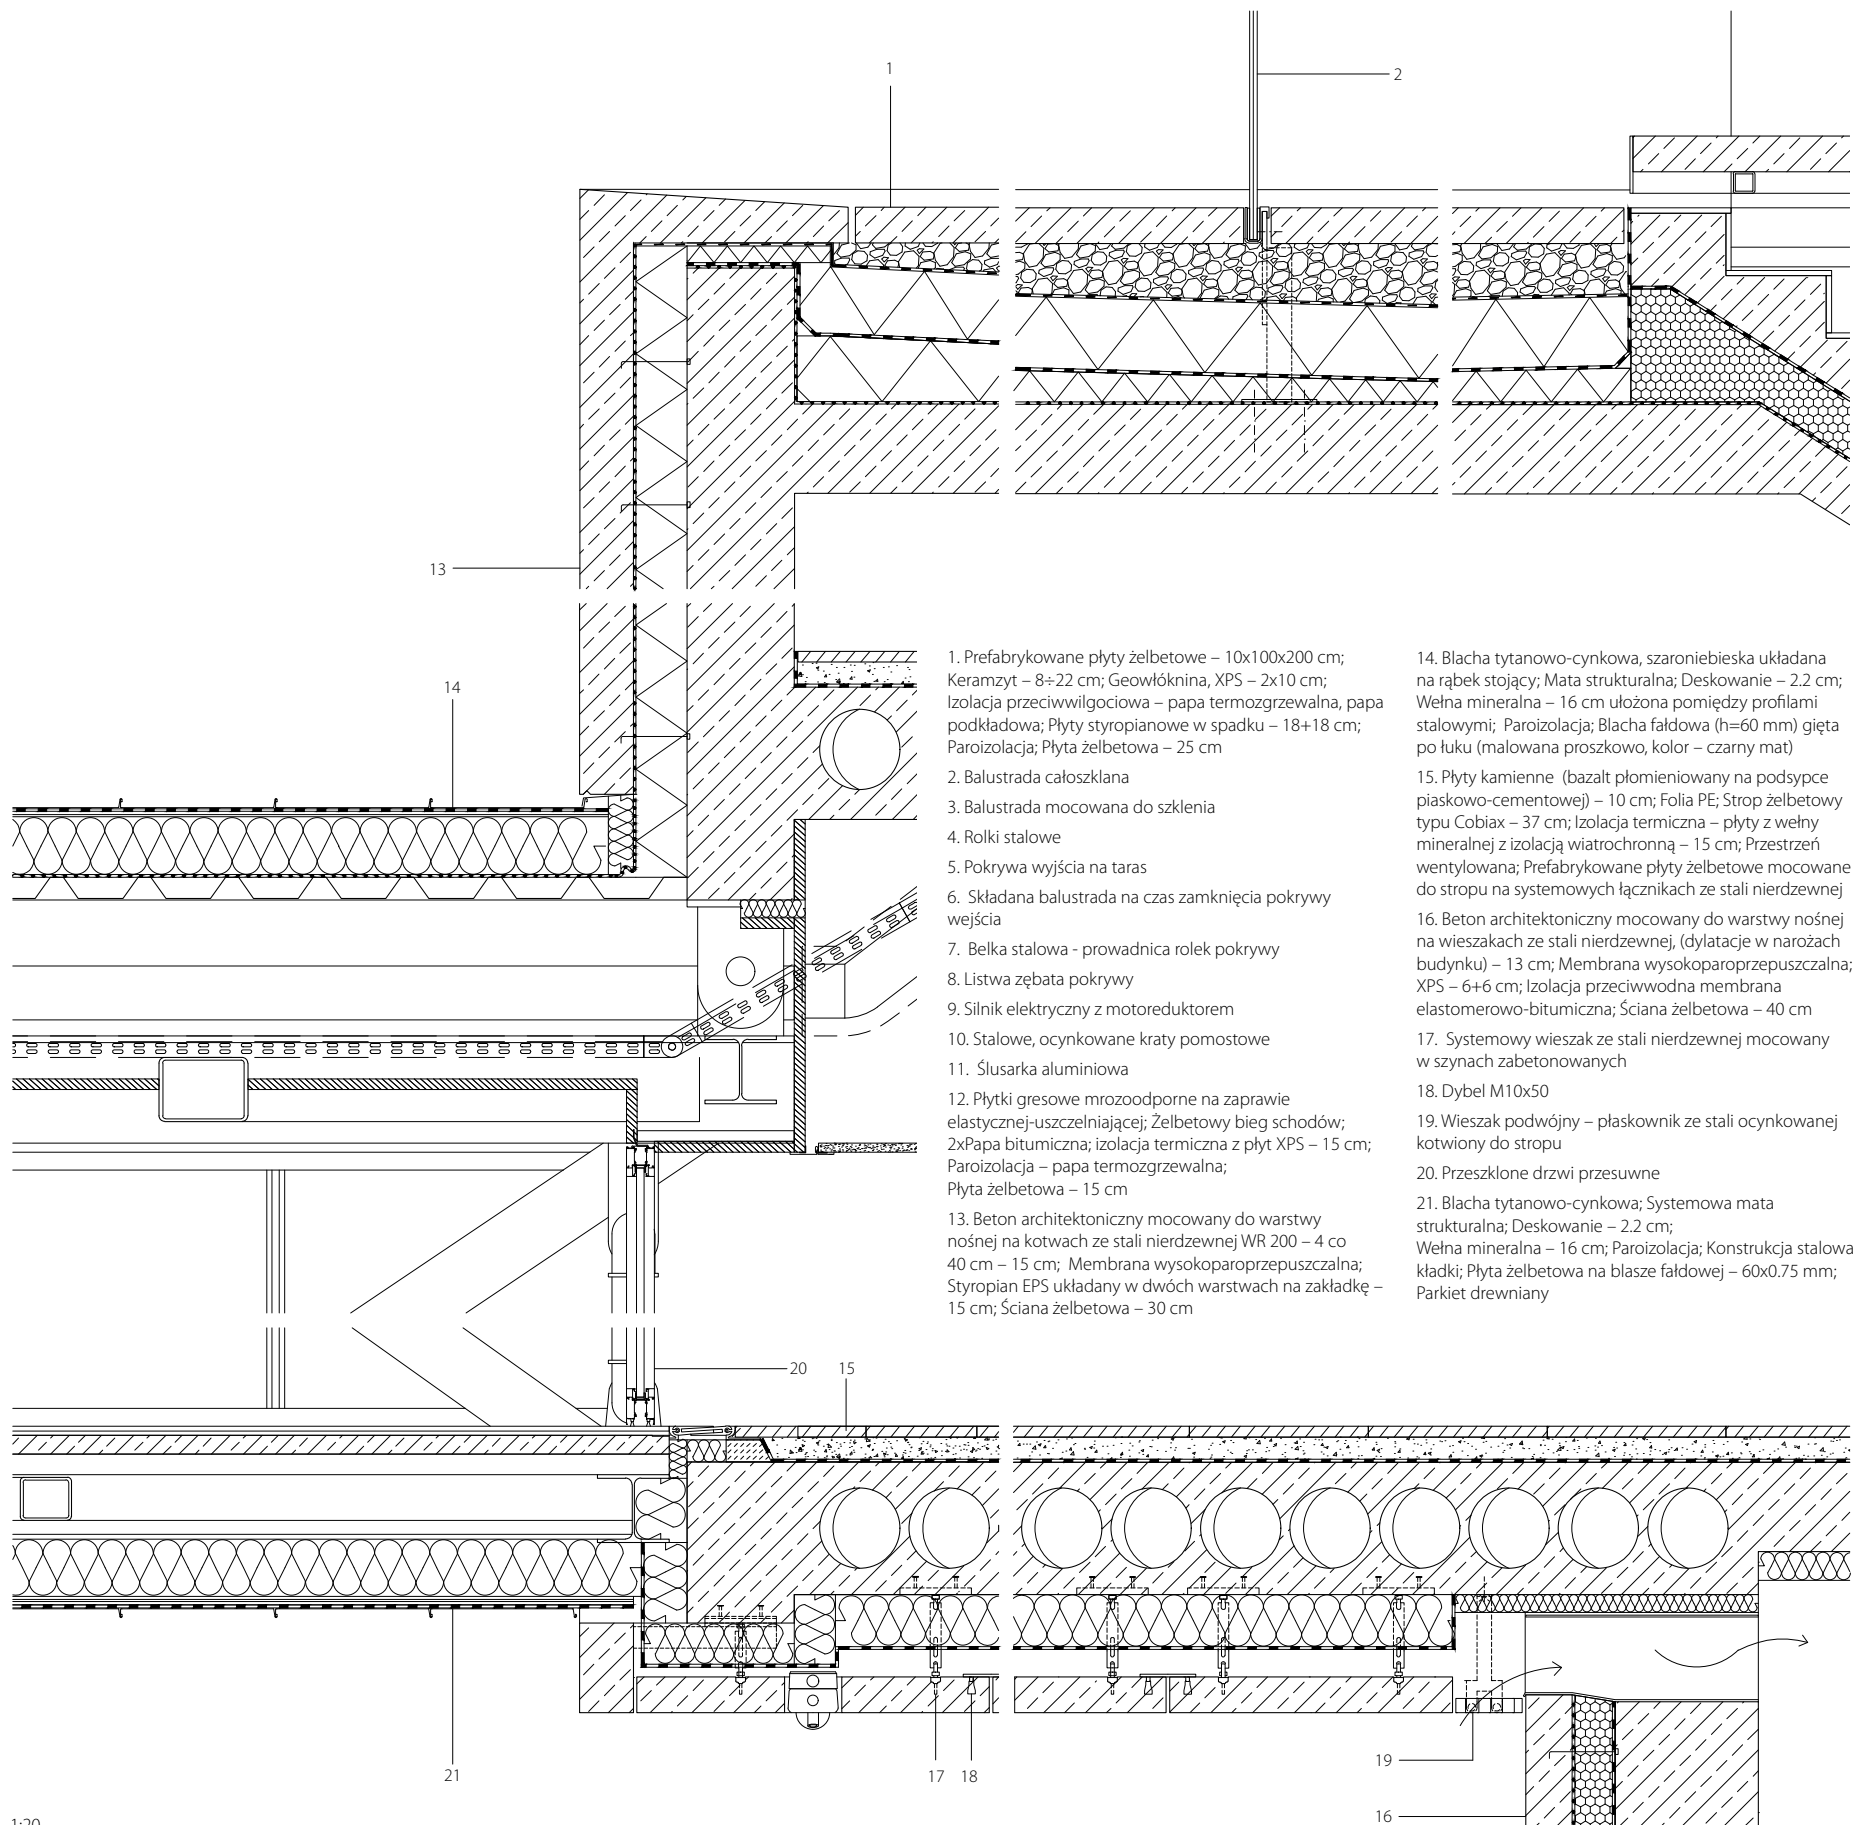 1
2
13
14
1. Prefabrykowane płyty żelbetowe – 10x100x200 cm;
Keramzyt – 8÷22 cm; Geowłóknina, XPS – 2x10 cm;
Izolacja przeciwwilgociowa – papa termozgrzewalna, papa
podkładowa; Płyty styropianowe w spadku – 18+18 cm;
Paroizolacja; Płyta żelbetowa – 25 cm
2. Balustrada całoszklana
3. Balustrada mocowana do szklenia
4. Rolki stalowe
5. Pokrywa wyjścia na taras
6. Składana balustrada na czas zamknięcia pokrywy
wejścia
7. Belka stalowa - prowadnica rolek pokrywy
8. Listwa zębata pokrywy
9. Silnik elektryczny z motoreduktorem
10. Stalowe, ocynkowane kraty pomostowe
11. Ślusarka aluminiowa
12. Płytki gresowe mrozoodporne na zaprawie
elastycznej-uszczelniającej; Żelbetowy bieg schodów;
2xPapa bitumiczna; izolacja termiczna z płyt XPS – 15 cm;
Paroizolacja – papa termozgrzewalna;
Płyta żelbetowa – 15 cm
13. Beton architektoniczny mocowany do warstwy
nośnej na kotwach ze stali nierdzewnej WR 200 – 4 co
40 cm – 15 cm; Membrana wysokoparoprzepuszczalna;
Styropian EPS układany w dwóch warstwach na zakładkę –
15 cm; Ściana żelbetowa – 30 cm
14. Blacha tytanowo-cynkowa, szaroniebieska układana
na rąbek stojący; Mata strukturalna; Deskowanie – 2.2 cm;
Wełna mineralna – 16 cm ułożona pomiędzy profilami
stalowymi; Paroizolacja; Blacha fałdowa (h=60 mm) gięta
po łuku (malowana proszkowo, kolor – czarny mat)
15. Płyty kamienne (bazalt płomieniowany na podsypce
piaskowo-cementowej) – 10 cm; Folia PE; Strop żelbetowy
typu Cobiax – 37 cm; Izolacja termiczna – płyty z wełny
mineralnej z izolacją wiatrochronną – 15 cm; Przestrzeń
wentylowana; Prefabrykowane płyty żelbetowe mocowane
do stropu na systemowych łącznikach ze stali nierdzewnej
16. Beton architektoniczny mocowany do warstwy nośnej
na wieszakach ze stali nierdzewnej, (dylatacje w narożach
budynku) – 13 cm; Membrana wysokoparoprzepuszczalna;
XPS – 6+6 cm; Izolacja przeciwwodna membrana
elastomerowo-bitumiczna; Ściana żelbetowa – 40 cm
17. Systemowy wieszak ze stali nierdzewnej mocowany
w szynach zabetonowanych
18. Dybel M10x50
19. Wieszak podwójny – płaskownik ze stali ocynkowanej
kotwiony do stropu
20. Przeszklone drzwi przesuwne
21. Blacha tytanowo-cynkowa; Systemowa mata
strukturalna; Deskowanie – 2.2 cm;
Wełna mineralna – 16 cm; Paroizolacja; Konstrukcja stalowa
kładki; Płyta żelbetowa na blasze fałdowej – 60x0.75 mm;
Parkiet drewniany
20
15
21
17
18
19
16
1:20